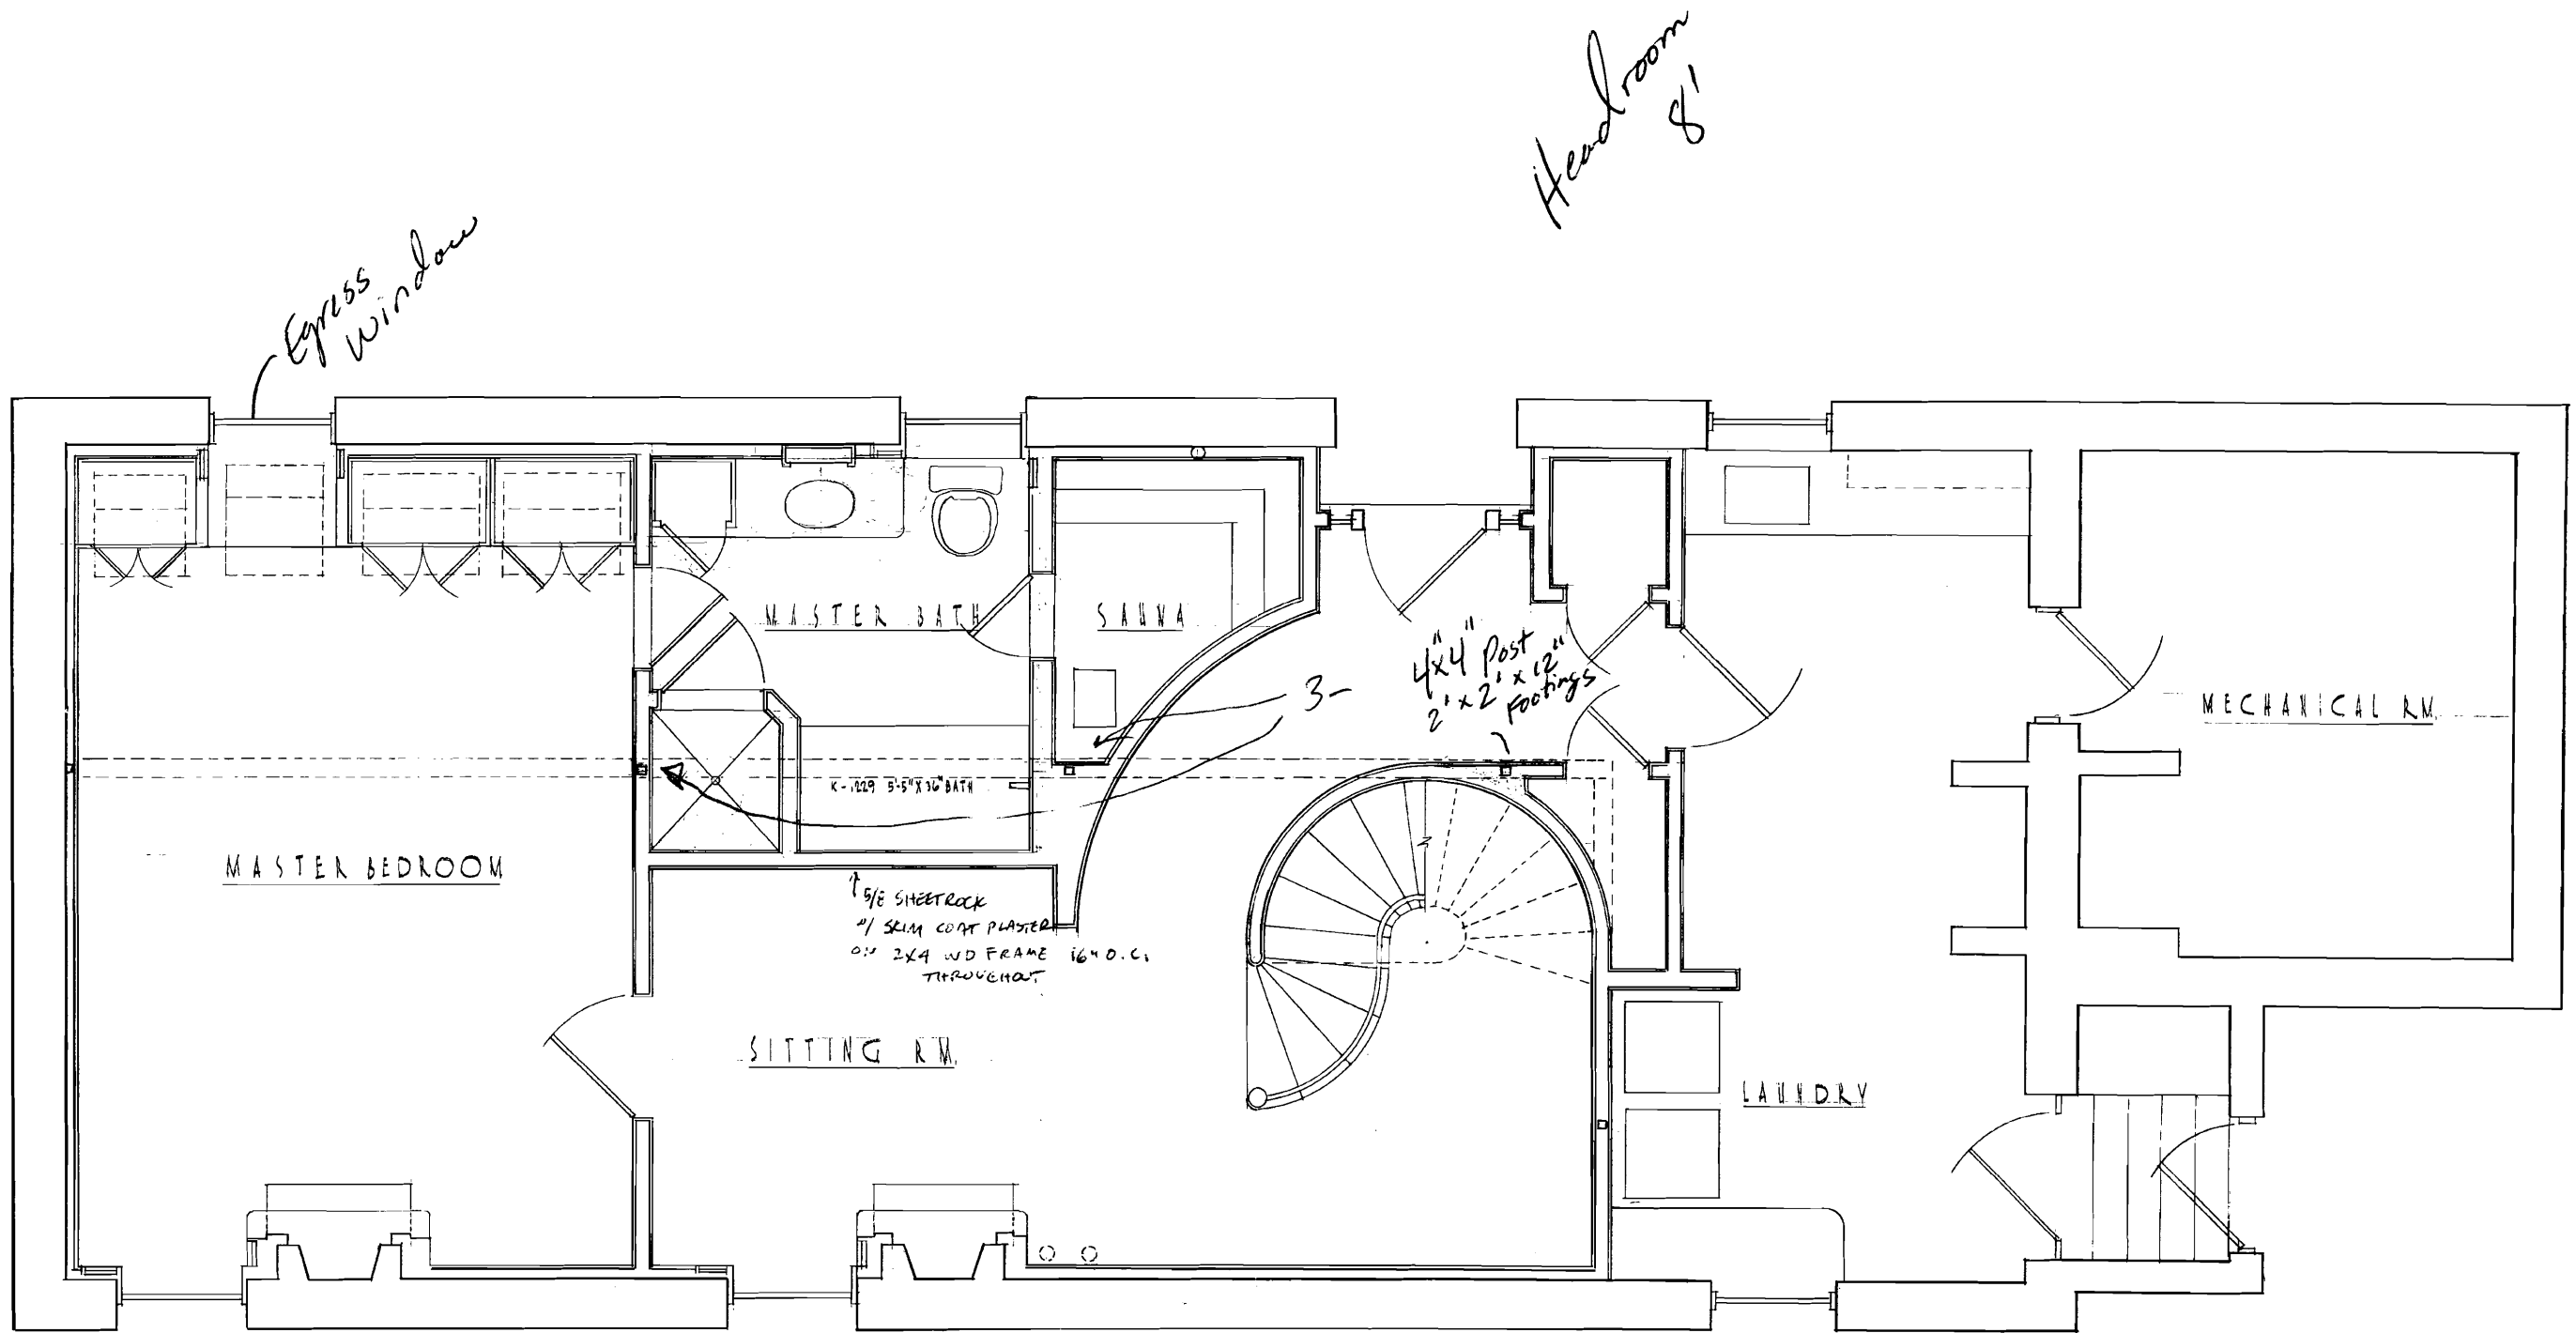 Headroom
8'
Egress
Window
MASTER BATH
SAUNA
4"x4" Post
2'x2'x12"
Footings
3-
MECHANICAL RM.
K-1229 5'-5"X36" BATH
MASTER BEDROOM
5/8 SHEETROCK
W/ SKIM COAT PLASTER
ON 2X4 WD FRAME 16" O.C.
THROUGHOUT
SITTING RM.
LAUNDRY